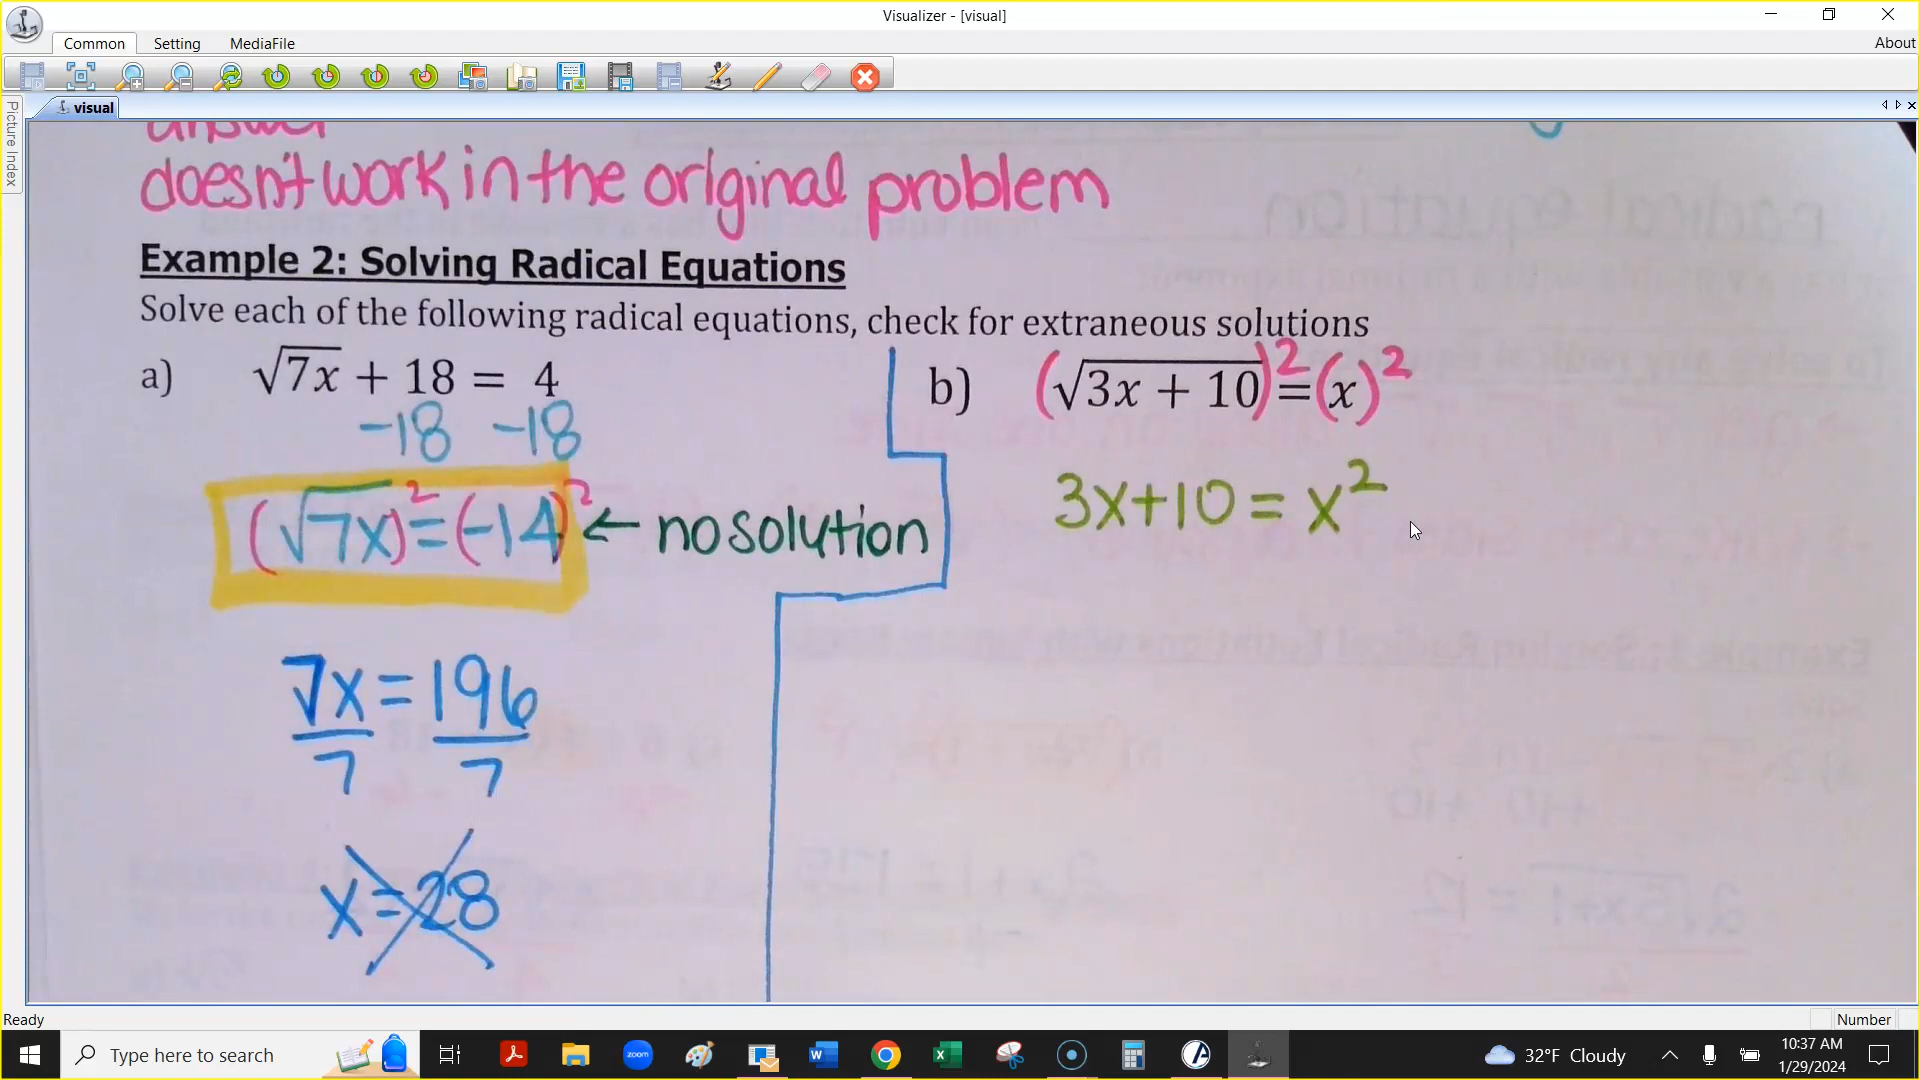 Visualizer - [visual]
Common Setting MediaFile About
visual
Picture Index
answer
doesn't work in the original problem
Example 2: Solving Radical Equations
Solve each of the following radical equations, check for extraneous solutions
a) √7x + 18 = 4
-18 -18
(√7x)² = (-14)² ← no solution
7x = 196
7 7
x = 28
b) (√3x + 10)² = (x)²
3x+10 = x²
Ready Number
Type here to search
zoom
32°F Cloudy
10:37 AM
1/29/2024